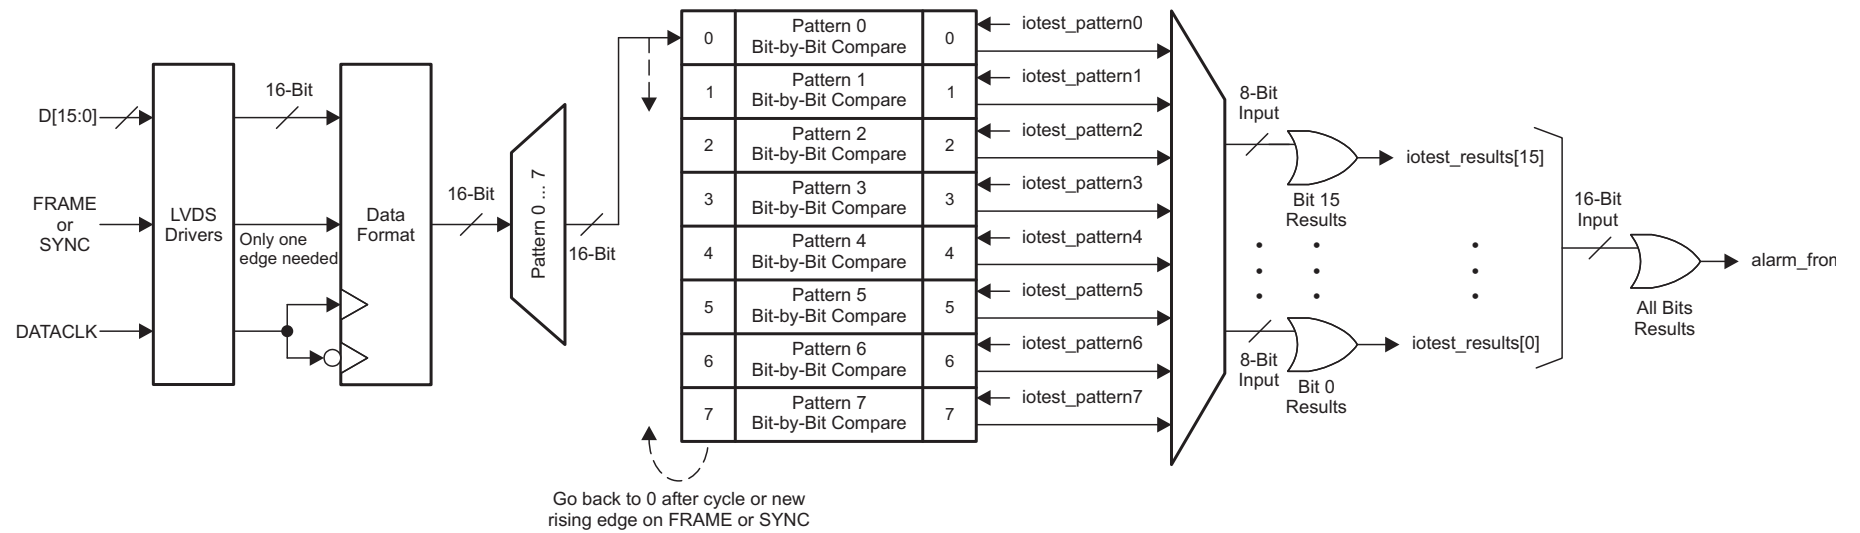 D[15:0]
FRAME
or
SYNC
DATACLK
LVDS
Drivers
16-Bit
Only one
edge needed
Data
Format
16-Bit
Pattern 0 ... 7
16-Bit
0
Pattern 0
Bit-by-Bit Compare
0
iotest_pattern0
1
Pattern 1
Bit-by-Bit Compare
1
iotest_pattern1
2
Pattern 2
Bit-by-Bit Compare
2
iotest_pattern2
3
Pattern 3
Bit-by-Bit Compare
3
iotest_pattern3
4
Pattern 4
Bit-by-Bit Compare
4
iotest_pattern4
5
Pattern 5
Bit-by-Bit Compare
5
iotest_pattern5
6
Pattern 6
Bit-by-Bit Compare
6
iotest_pattern6
7
Pattern 7
Bit-by-Bit Compare
7
iotest_pattern7
Go back to 0 after cycle or new
rising edge on FRAME or SYNC
8-Bit
Input
Bit 15
Results
iotest_results[15]
8-Bit
Input
Bit 0
Results
iotest_results[0]
16-Bit
Input
All Bits
Results